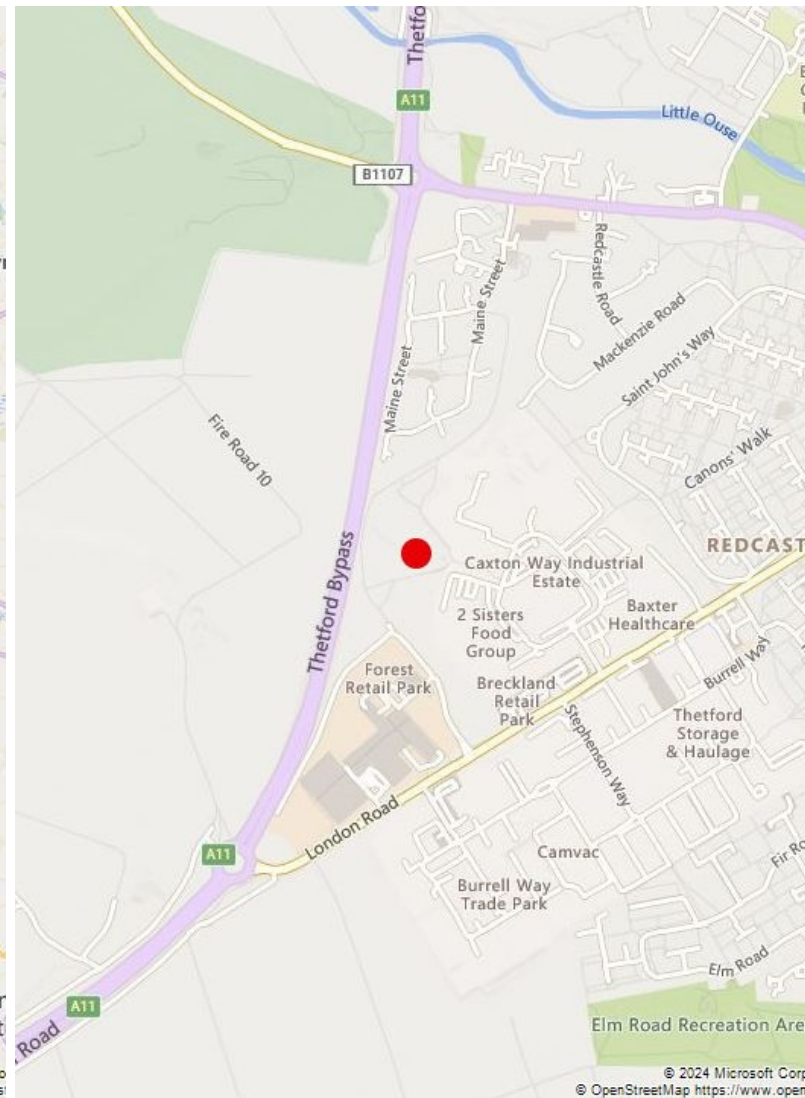 Thetfo
A11
Little Ouse
B1107
Redcastle Road
Maine Street
Mackenzie Road
Maine Street
Saint John's Way
Fire Road 10
Canons' Walk
REDCAST
Thetford Bypass
Caxton Way Industrial
Estate
2 Sisters
Food
Group
Baxter
Healthcare
Forest
Retail Park
Breckland
Retail
Park
Burrell Way
Stephenson Way
Thetford
Storage
& Haulage
London Road
A11
Camvac
Fir Ro
Burrell Way
Trade Park
Elm Road
A11
Road
Elm Road Recreation Are
© 2024 Microsoft Corp
© OpenStreetMap https://www.open